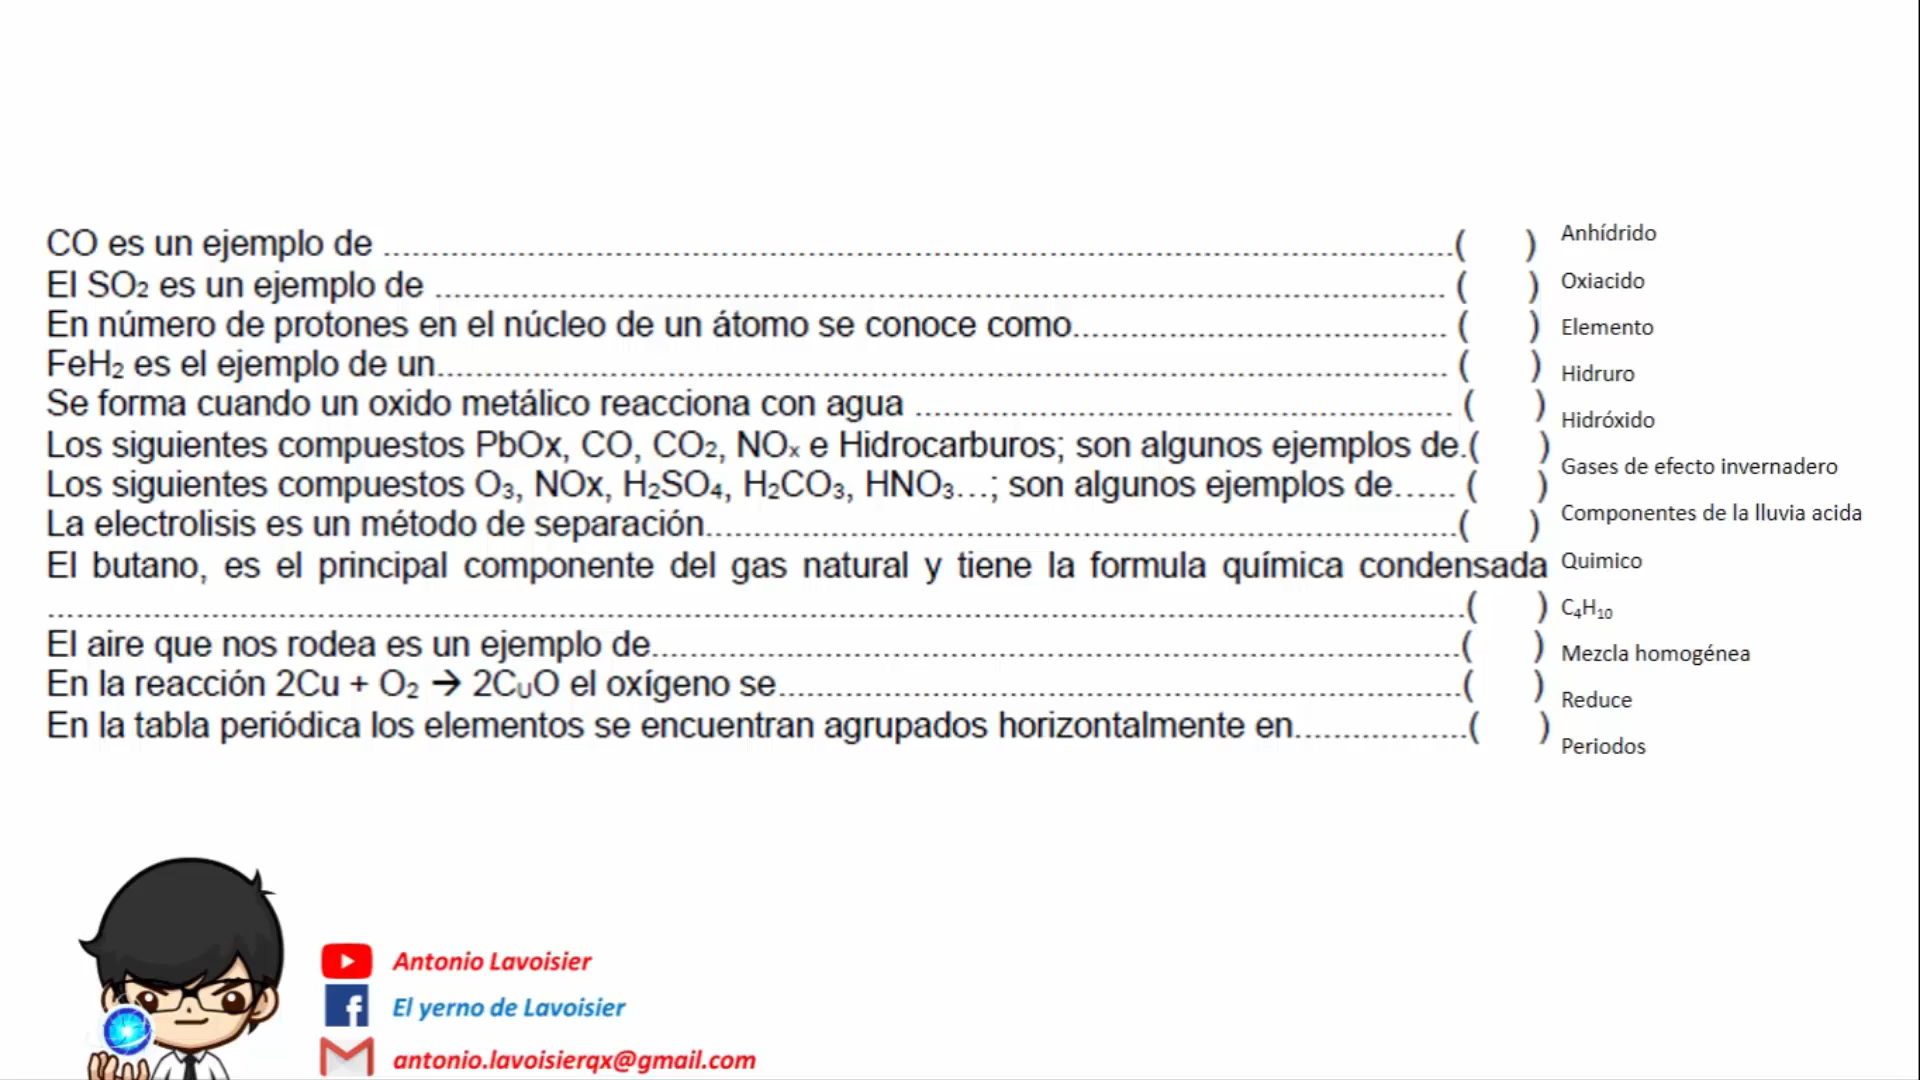 CO es un ejemplo de ........................................................................................................( ) Anhídrido
El SO₂ es un ejemplo de ................................................................................................... ( ) Oxiacido
En número de protones en el núcleo de un átomo se conoce como.................................... ( ) Elemento
FeH₂ es el ejemplo de un................................................................................................... ( ) Hidruro
Se forma cuando un oxido metálico reacciona con agua .................................................... ( ) Hidróxido
Los siguientes compuestos PbOx, CO, CO₂, NOₓ e Hidrocarburos; son algunos ejemplos de.( ) Gases de efecto invernadero
Los siguientes compuestos O₃, NOx, H₂SO₄, H₂CO₃, HNO₃...; son algunos ejemplos de...... ( ) Componentes de la lluvia acida
La electrolisis es un método de separación.........................................................................( ) Quimico
El butano, es el principal componente del gas natural y tiene la formula química condensada
...........................................................................................................................................( ) C₄H₁₀
El aire que nos rodea es un ejemplo de...............................................................................( ) Mezcla homogénea
En la reacción 2Cu + O₂ → 2CuO el oxígeno se..................................................................( ) Reduce
En la tabla periódica los elementos se encuentran agrupados horizontalmente en.................( ) Periodos
Antonio Lavoisier
El yerno de Lavoisier
antonio.lavoisierqx@gmail.com